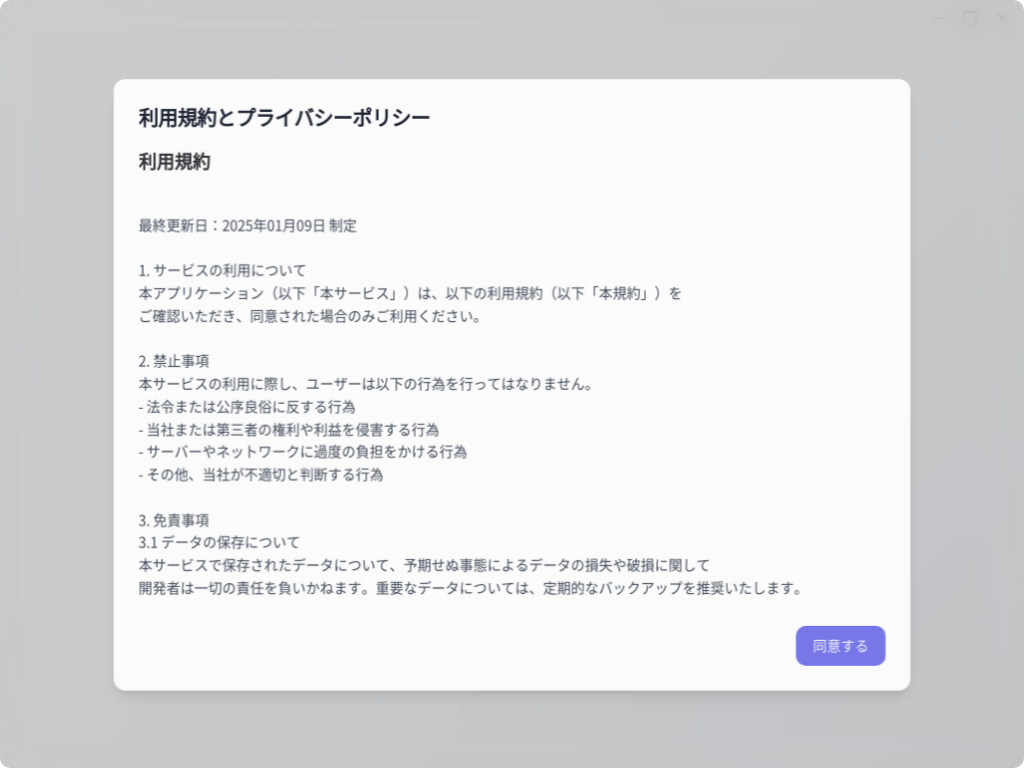 利用規約とプライバシーポリシー
利用規約
最終更新日：2025年01月09日 制定
1. サービスの利用について
本アプリケーション（以下「本サービス」）は、以下の利用規約（以下「本規約」）を
ご確認いただき、同意された場合のみご利用ください。
2. 禁止事項
本サービスの利用に際し、ユーザーは以下の行為を行ってはなりません。
- 法令または公序良俗に反する行為
- 当社または第三者の権利や利益を侵害する行為
- サーバーやネットワークに過度の負担をかける行為
- その他、当社が不適切と判断する行為
3. 免責事項
3.1 データの保存について
本サービスで保存されたデータについて、予期せぬ事態によるデータの損失や破損に関して
開発者は一切の責任を負いかねます。重要なデータについては、定期的なバックアップを推奨いたします。
同意する